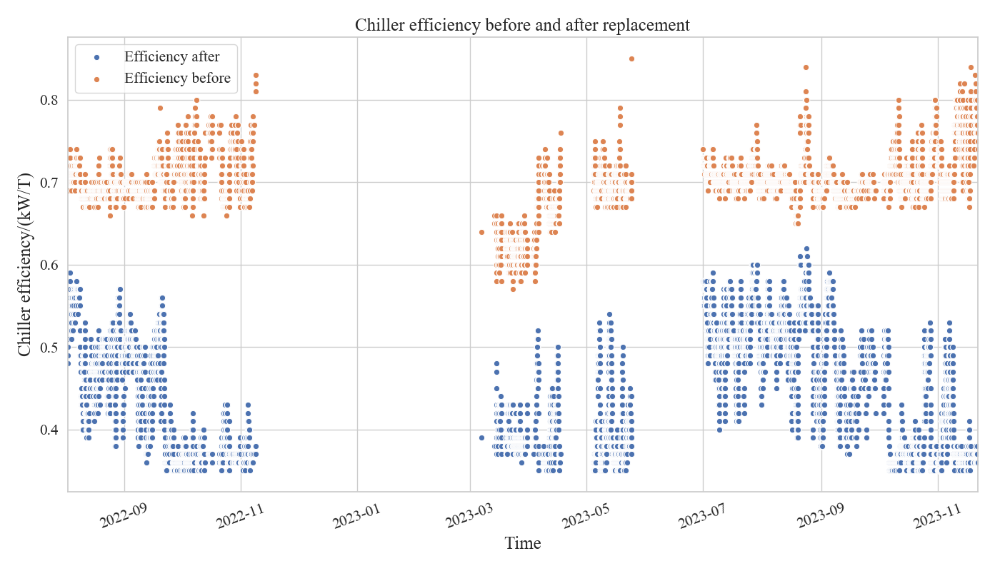 Chiller efficiency before and after replacement
Efficiency after
Efficiency before
Chiller efficiency/(kW/T)
0.8
0.7
0.6
0.5
0.4
2022-09
2022-11
2023-01
2023-03
2023-05
2023-07
2023-09
2023-11
Time